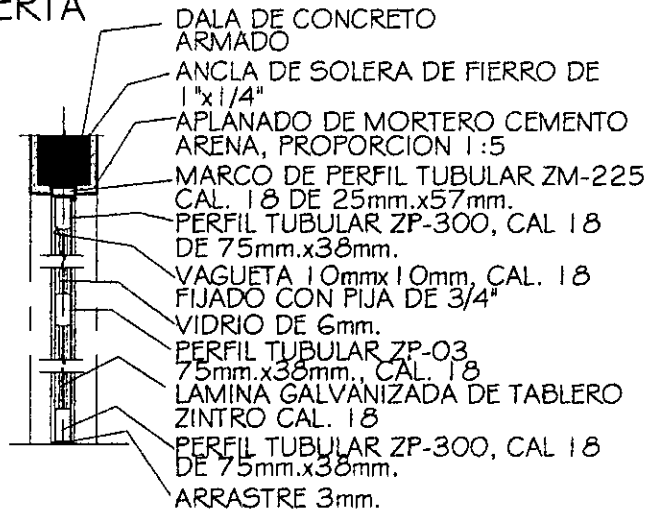 ERTA
DALA DE CONCRETO
ARMADO
ANCLA DE SOLERA DE FIERRO DE
1"x1/4"
APLANADO DE MORTERO CEMENTO
ARENA, PROPORCION 1:5
MARCO DE PERFIL TUBULAR ZM-225
CAL. 18 DE 25mm.x57mm.
PERFIL TUBULAR ZP-300, CAL 18
DE 75mm.x38mm.
VAGUETA 10mmx10mm, CAL. 18
FIJADO CON PIJA DE 3/4"
VIDRIO DE 6mm.
PERFIL TUBULAR ZP-03
75mm.x38mm., CAL. 18
LAMINA GALVANIZADA DE TABLERO
ZINTRO CAL. 18
PERFIL TUBULAR ZP-300, CAL 18
DE 75mm.x38mm.
ARRASTRE 3mm.